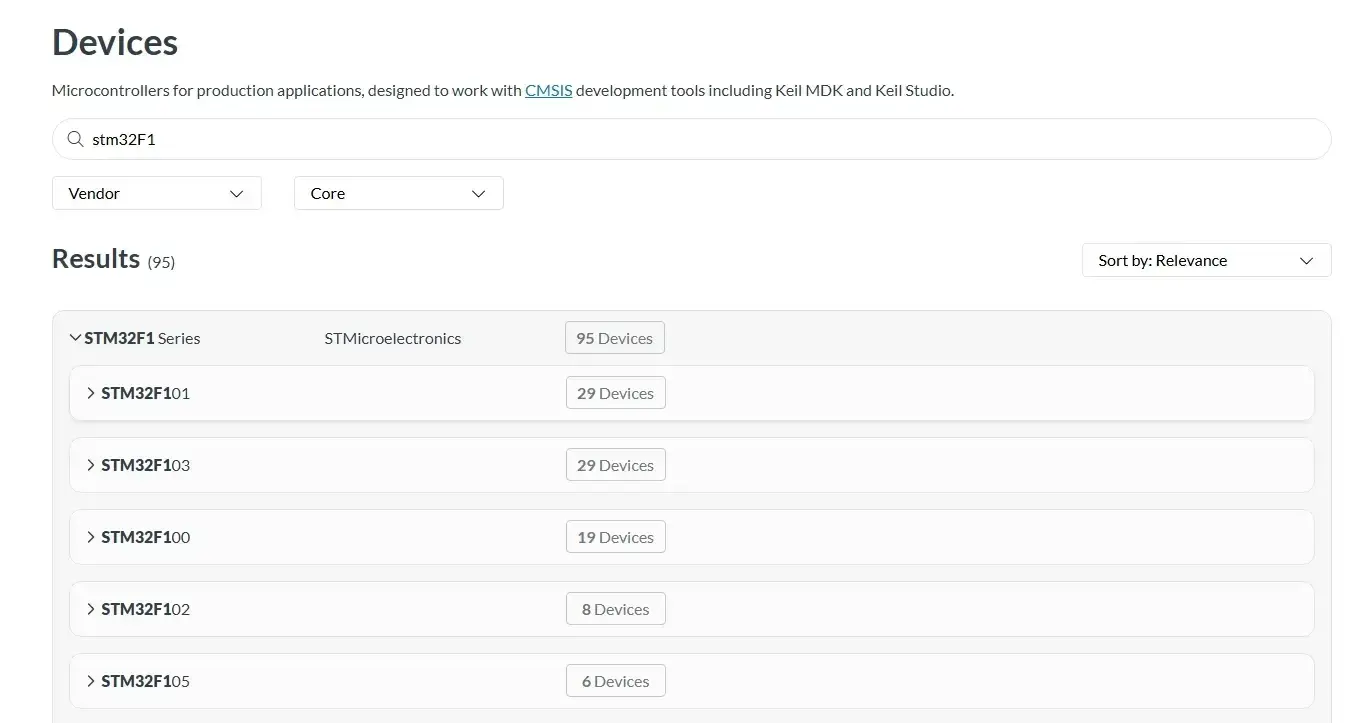 Devices
Microcontrollers for production applications, designed to work with CMSIS development tools including Keil MDK and Keil Studio.
stm32F1
Vendor Core
Results (95) Sort by: Relevance
STM32F1 Series STMicroelectronics 95 Devices
STM32F101 29 Devices
STM32F103 29 Devices
STM32F100 19 Devices
STM32F102 8 Devices
STM32F105 6 Devices